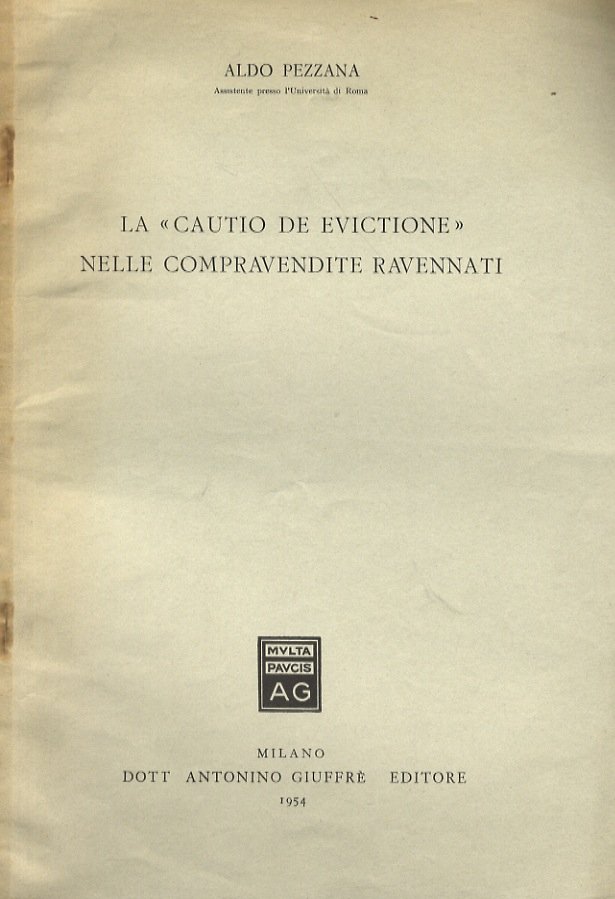 ALDO PEZZANA
Assistente presso l'Università di Roma
LA «CAUTIO DE EVICTIONE»
NELLE COMPRAVENDITE RAVENNATI
MVLTA
PAVCIS
AG
MILANO
DOTT ANTONINO GIUFFRÈ EDITORE
1954